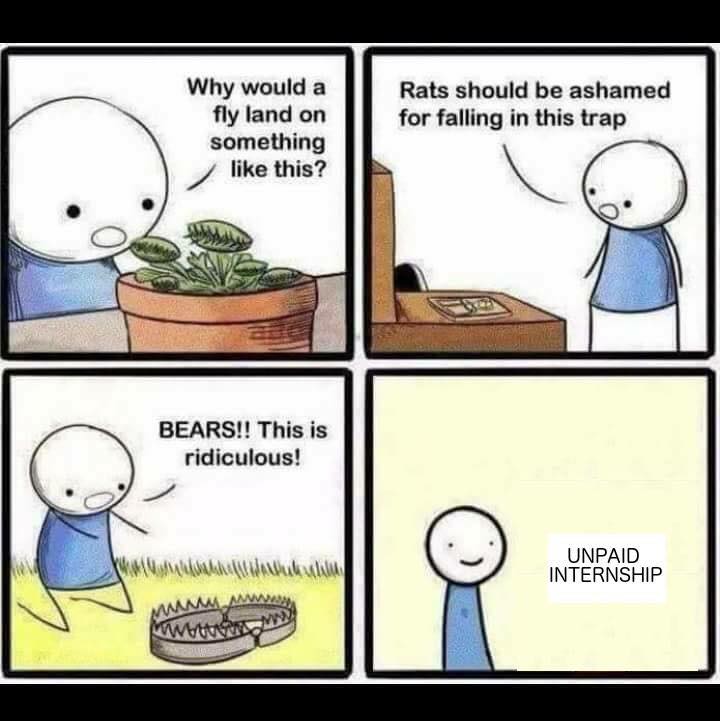 Why would a
fly land on
something
like this?
Rats should be ashamed
for falling in this trap
BEARS!! This is
ridiculous!
UNPAID
INTERNSHIP